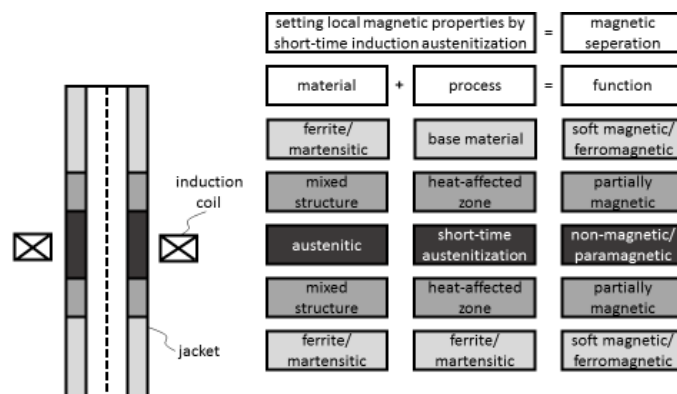 setting local magnetic properties by
short-time induction austenitization
=
magnetic
seperation
material
+
process
=
function
ferrite/
martensitic
base material
soft magnetic/
ferromagnetic
induction
coil
mixed
structure
heat-affected
zone
partially
magnetic
austenitic
short-time
austenitization
non-magnetic/
paramagnetic
mixed
structure
heat-affected
zone
partially
magnetic
jacket
ferrite/
martensitic
ferrite/
martensitic
soft magnetic/
ferromagnetic